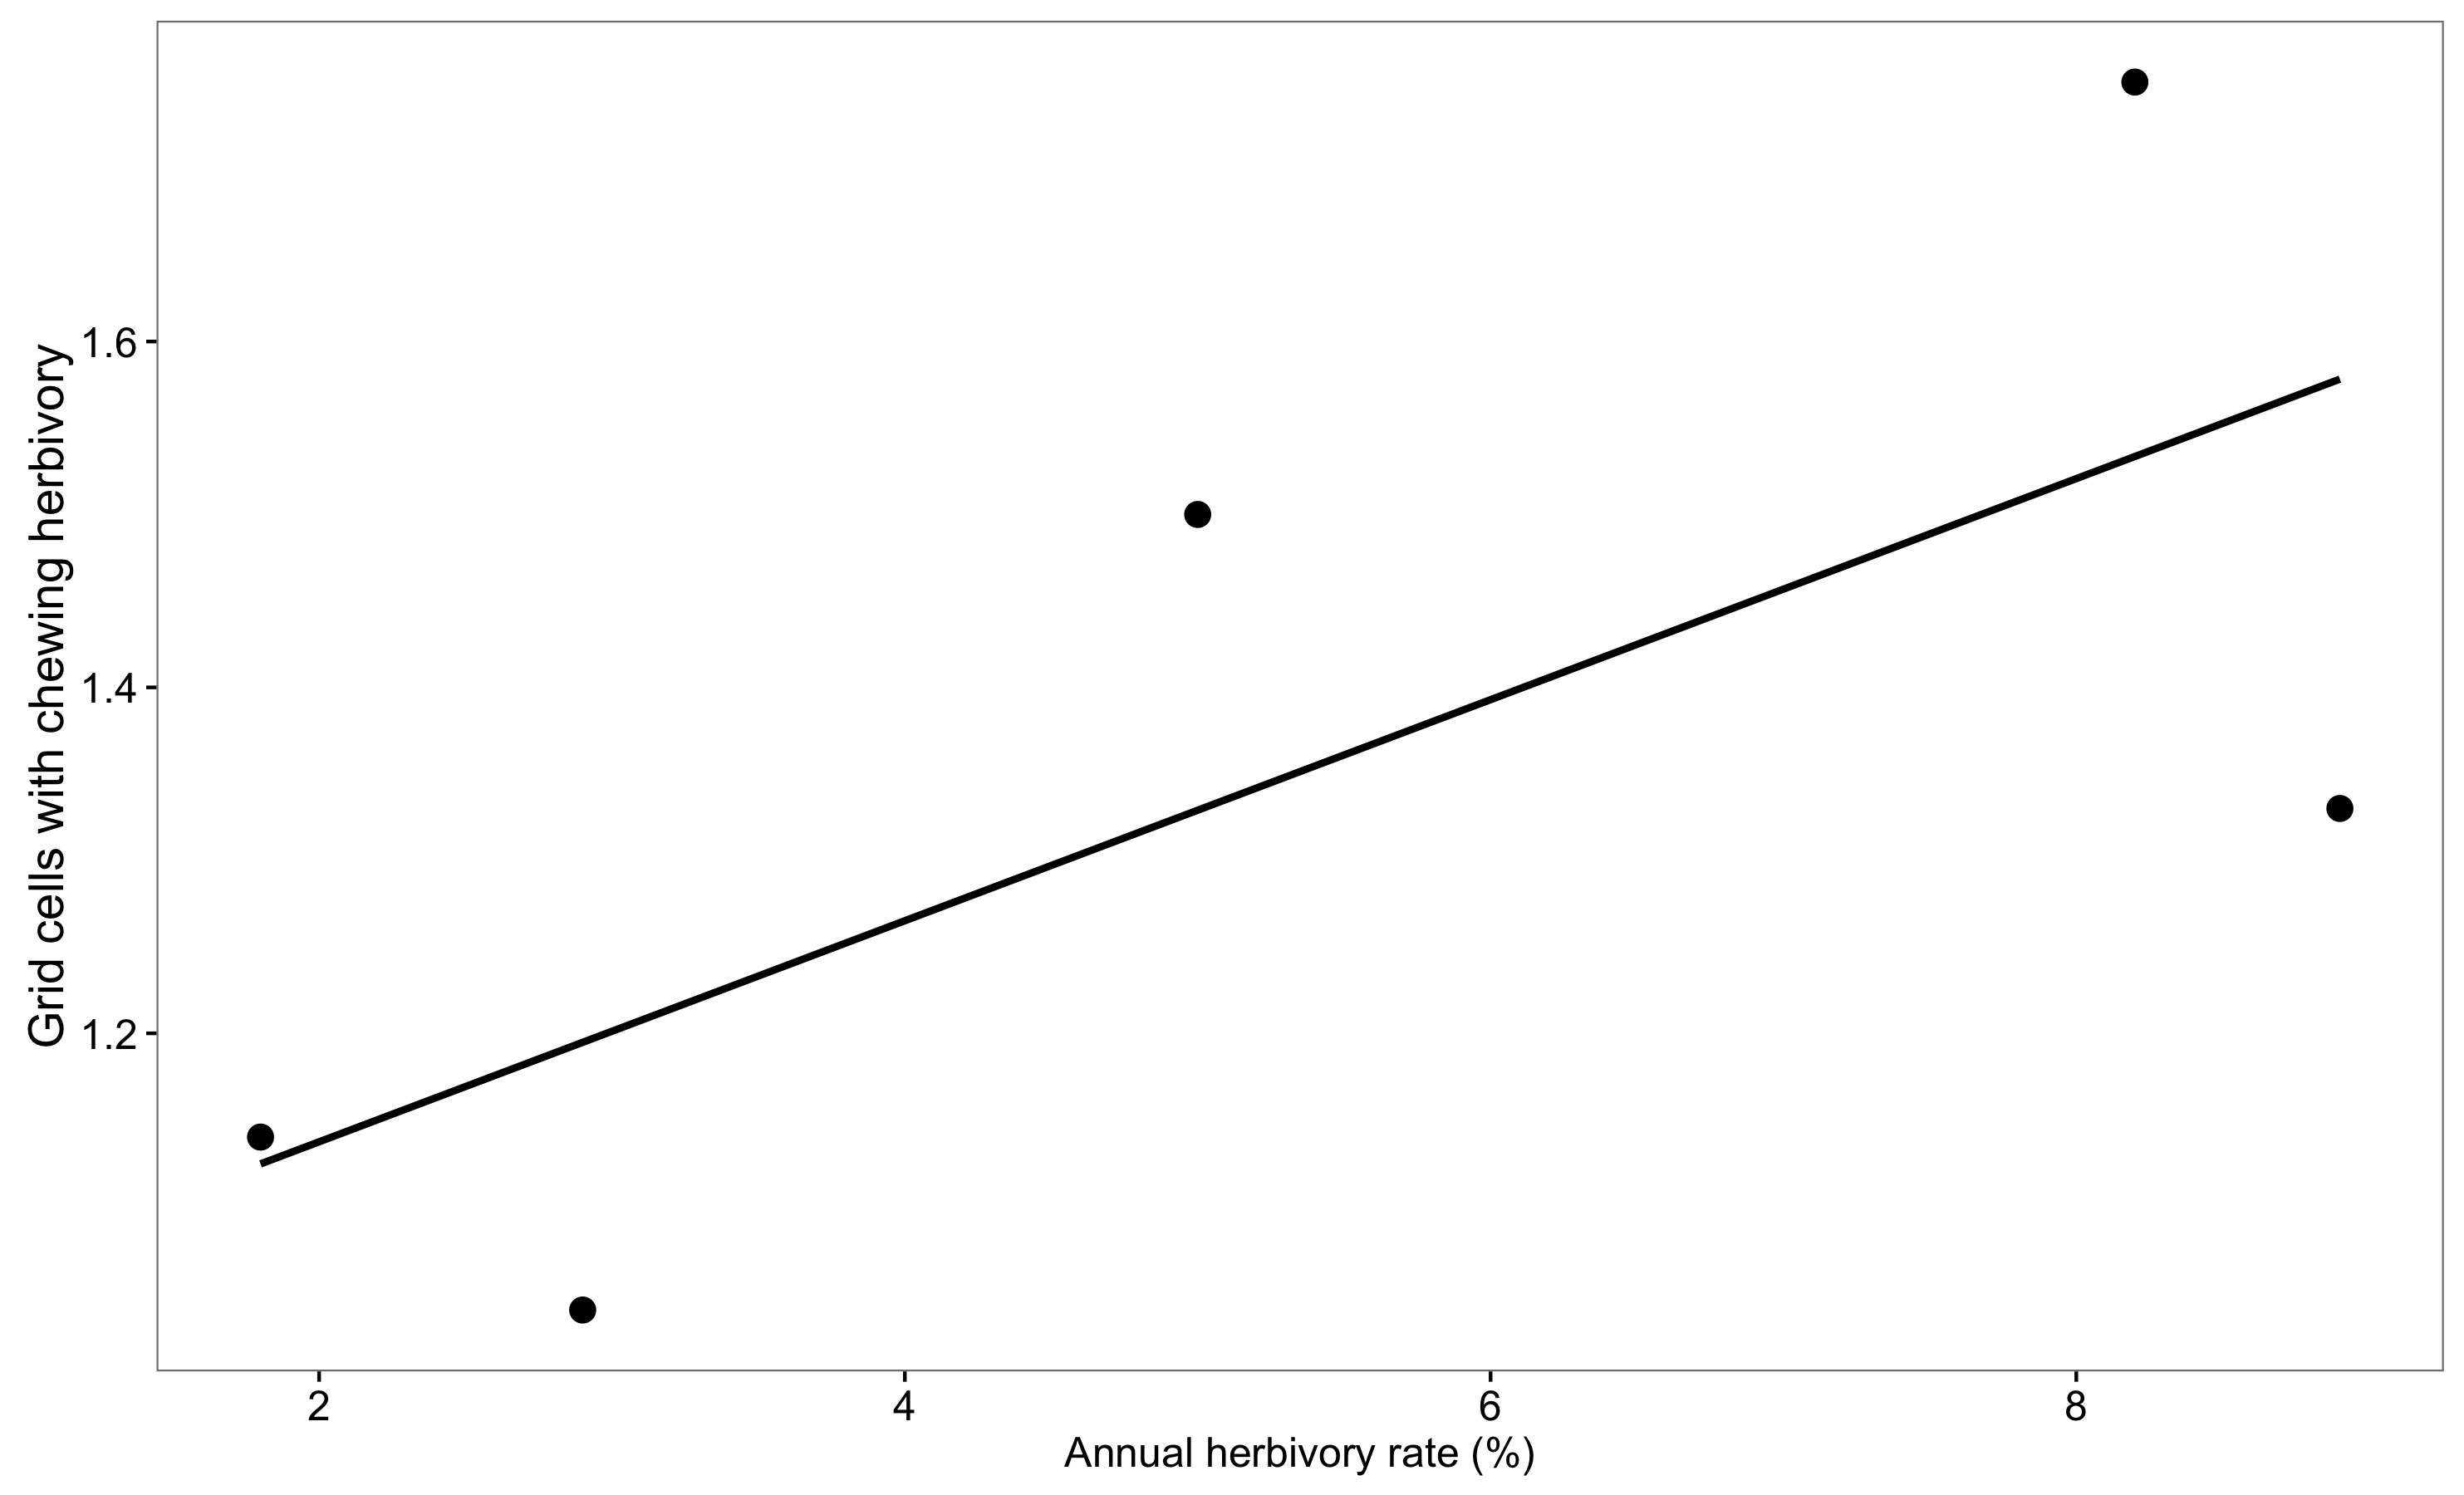 Grid cells with chewing herbivory
1.6
1.4
1.2
2 4 6 8
Annual herbivory rate (%)